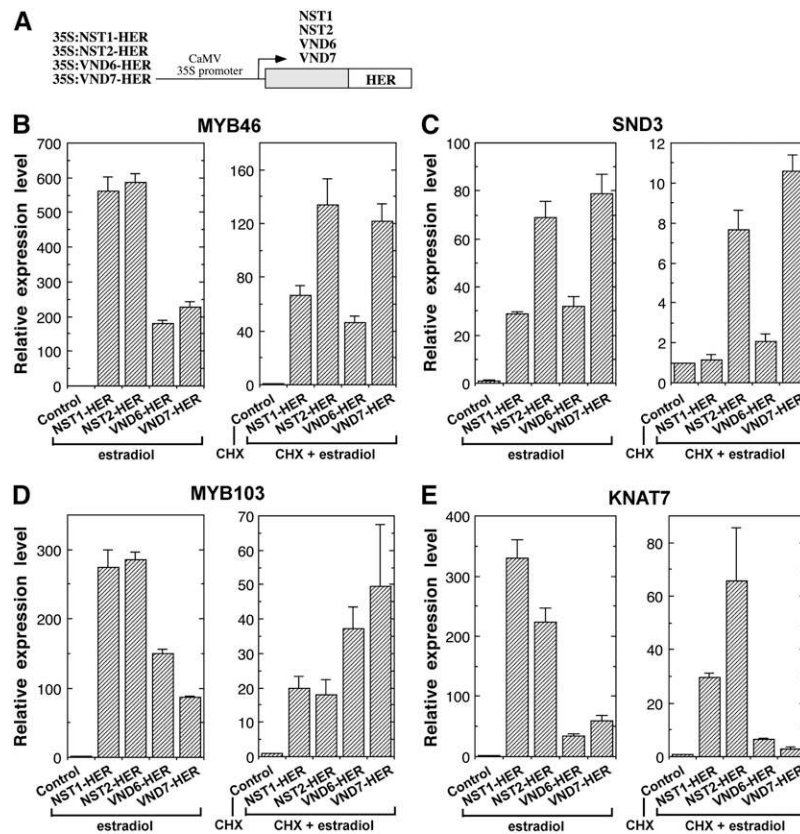 A
35S:NST1-HER
35S:NST2-HER
35S:VND6-HER
35S:VND7-HER
CaMV
35S promoter
NST1
NST2
VND6
VND7
HER
B
MYB46
Relative expression level
700
600
500
400
300
200
100
0
Control
NST1-HER
NST2-HER
VND6-HER
VND7-HER
estradiol
160
120
80
40
0
Control
NST1-HER
NST2-HER
VND6-HER
VND7-HER
CHX
CHX + estradiol
C
SND3
Relative expression level
100
80
60
40
20
0
Control
NST1-HER
NST2-HER
VND6-HER
VND7-HER
estradiol
12
10
8
6
4
2
0
Control
NST1-HER
NST2-HER
VND6-HER
VND7-HER
CHX
CHX + estradiol
D
MYB103
Relative expression level
300
200
100
0
Control
NST1-HER
NST2-HER
VND6-HER
VND7-HER
estradiol
70
60
50
40
30
20
10
0
Control
NST1-HER
NST2-HER
VND6-HER
VND7-HER
CHX
CHX + estradiol
E
KNAT7
Relative expression level
400
300
200
100
0
Control
NST1-HER
NST2-HER
VND6-HER
VND7-HER
estradiol
80
60
40
20
0
Control
NST1-HER
NST2-HER
VND6-HER
VND7-HER
CHX
CHX + estradiol